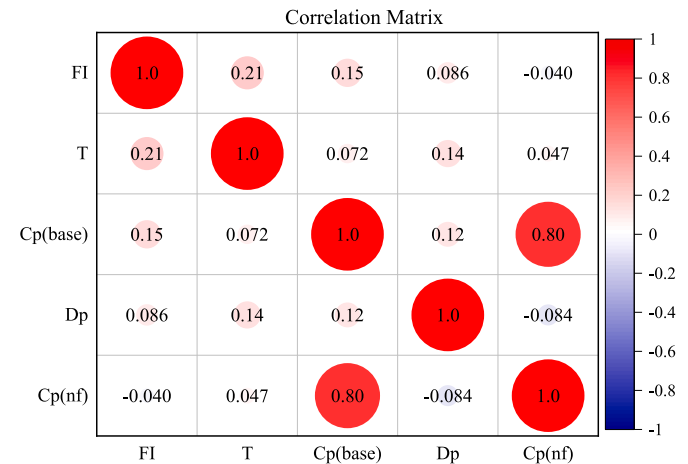 Correlation Matrix
FI 1.0 0.21 0.15 0.086 -0.040
T 0.21 1.0 0.072 0.14 0.047
Cp(base) 0.15 0.072 1.0 0.12 0.80
Dp 0.086 0.14 0.12 1.0 -0.084
Cp(nf) -0.040 0.047 0.80 -0.084 1.0
FI T Cp(base) Dp Cp(nf)
1
0.8
0.6
0.4
0.2
0
-0.2
-0.4
-0.6
-0.8
-1